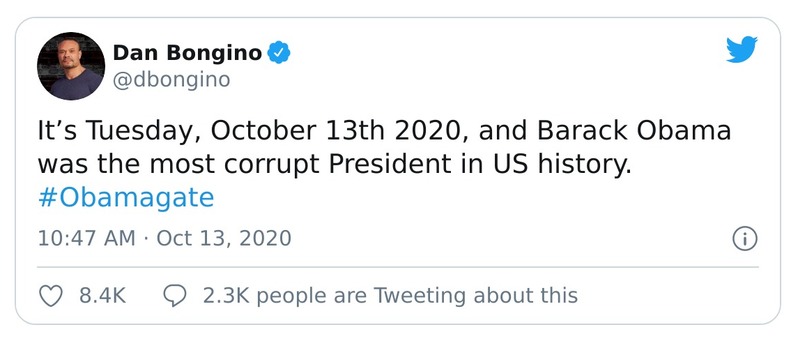 Dan Bongino
@dbongino
It’s Tuesday, October 13th 2020, and Barack Obama
was the most corrupt President in US history.
#Obamagate
10:47 AM · Oct 13, 2020
8.4K 2.3K people are Tweeting about this